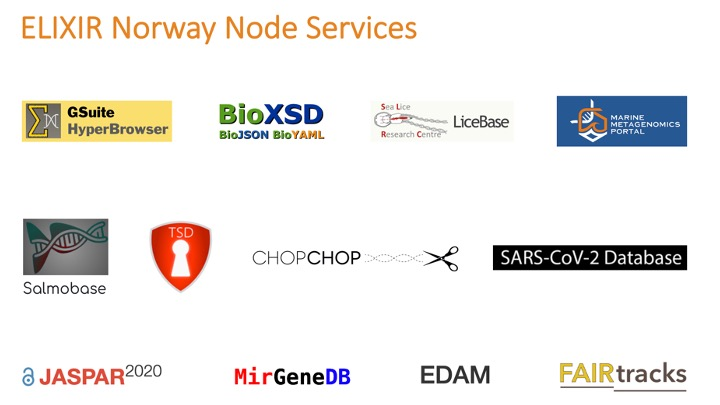 ELIXIR Norway Node Services
GSuite
HyperBrowser
BioXSD
BioJSON BioYAML
Sea Lice
Research Centre
LiceBase
MARINE
METAGENOMICS
PORTAL
Salmobase
TSD
CHOPCHOP
SARS-CoV-2 Database
JASPAR2020
MirGeneDB
EDAM
FAIRtracks